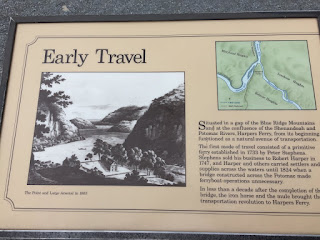 Early Travel
Situated in a gap of the Blue Ridge Mountains
and at the confluence of the Shenandoah and
Potomac Rivers, Harpers Ferry, from its beginning
functioned as a natural avenue of transportation.
The first mode of travel consisted of a primitive
ferry established in 1733 by Peter Stephens.
Stephens sold his business to Robert Harper in
1747, and Harper and others carried settlers and
supplies across the waters until 1824 when a
bridge constructed across the Potomac made
ferryboat operations unnecessary.
In less than a decade after the completion of the
bridge, the iron horse and the mule brought the
transportation revolution to Harpers Ferry.